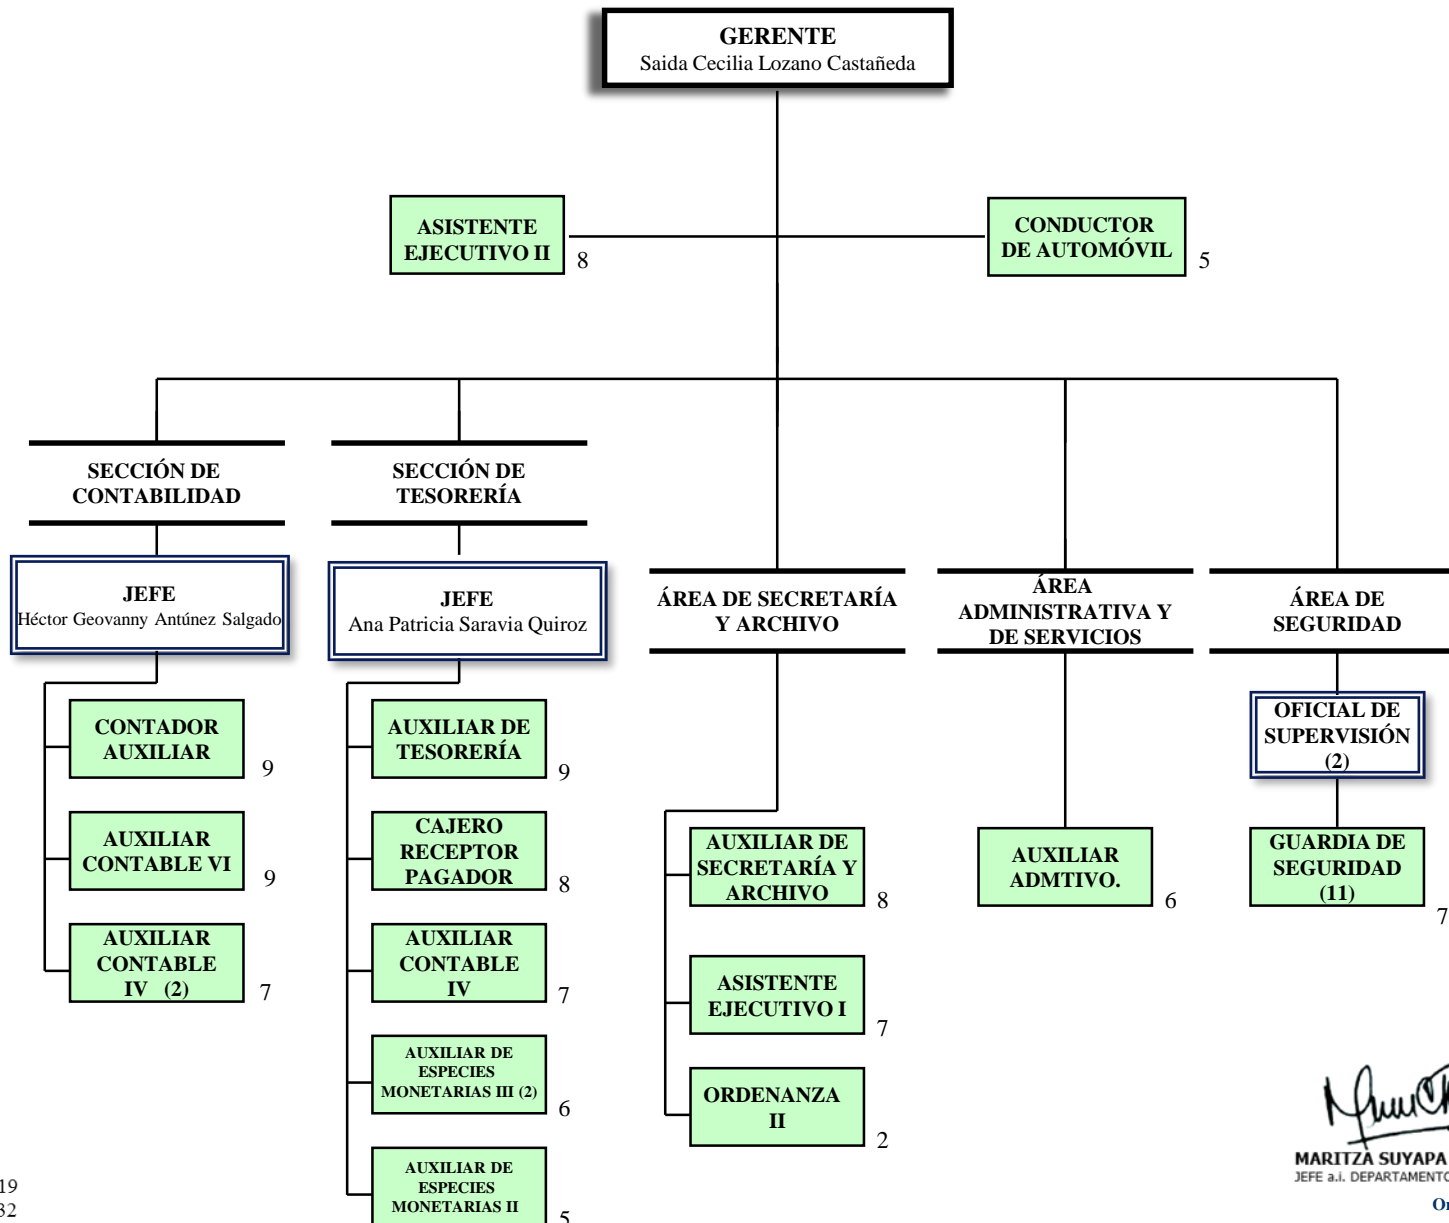 GERENTE
Saida Cecilia Lozano Castañeda
ASISTENTE
EJECUTIVO II
8
CONDUCTOR
DE AUTOMÓVIL
5
SECCIÓN DE
CONTABILIDAD
JEFE
Héctor Geovanny Antúnez Salgado
CONTADOR
AUXILIAR
9
AUXILIAR
CONTABLE VI
9
AUXILIAR
CONTABLE
IV (2)
7
SECCIÓN DE
TESORERÍA
JEFE
Ana Patricia Saravia Quiroz
AUXILIAR DE
TESORERÍA
9
CAJERO
RECEPTOR
PAGADOR
8
AUXILIAR
CONTABLE
IV
7
AUXILIAR DE
ESPECIES
MONETARIAS III (2)
6
AUXILIAR DE
ESPECIES
MONETARIAS II
5
ÁREA DE SECRETARÍA
Y ARCHIVO
AUXILIAR DE
SECRETARÍA Y
ARCHIVO
8
ASISTENTE
EJECUTIVO I
7
ORDENANZA
II
2
ÁREA
ADMINISTRATIVA Y
DE SERVICIOS
AUXILIAR
ADMTIVO.
6
ÁREA DE
SEGURIDAD
OFICIAL DE
SUPERVISIÓN
(2)
GUARDIA DE
SEGURIDAD
(11)
7
MARITZA SUYAPA
JEFE a.i. DEPARTAMENTO
19
32